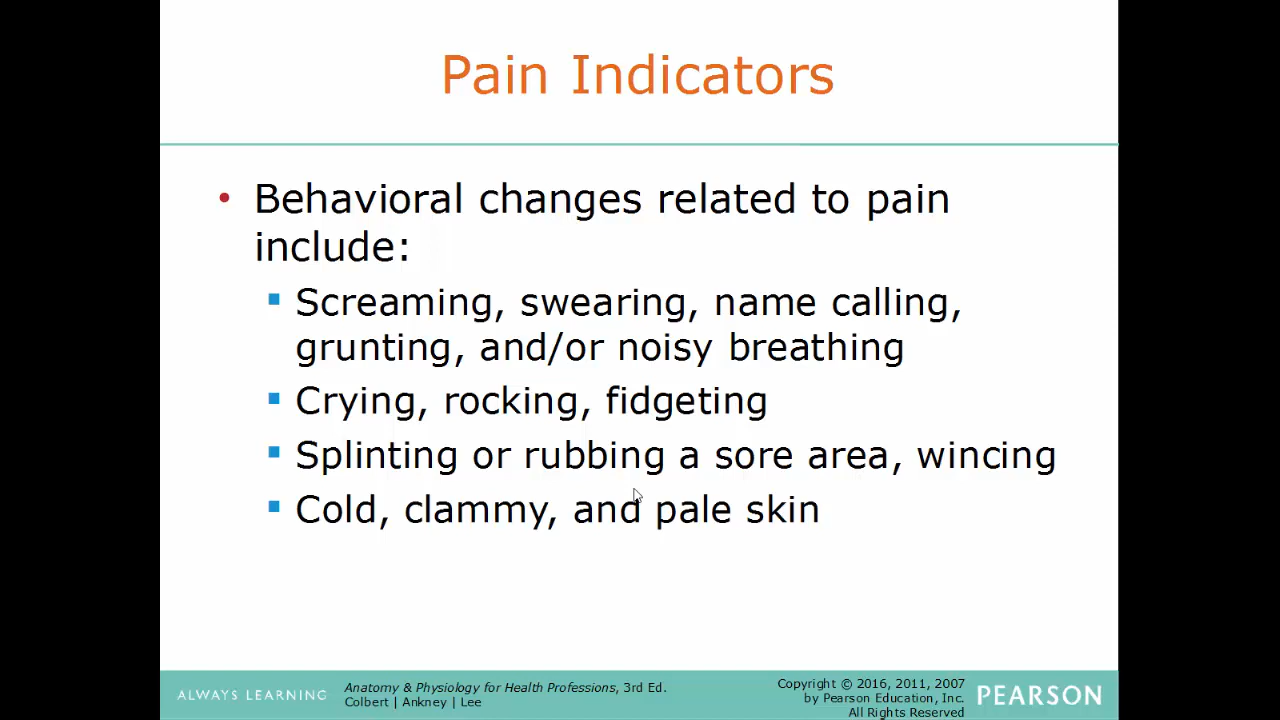 Pain Indicators
• Behavioral changes related to pain
include:
▪ Screaming, swearing, name calling,
grunting, and/or noisy breathing
▪ Crying, rocking, fidgeting
▪ Splinting or rubbing a sore area, wincing
▪ Cold, clammy, and pale skin
ALWAYS LEARNING
Anatomy & Physiology for Health Professions, 3rd Ed.
Colbert | Ankney | Lee
Copyright © 2016, 2011, 2007
by Pearson Education, Inc.
All Rights Reserved
PEARSON